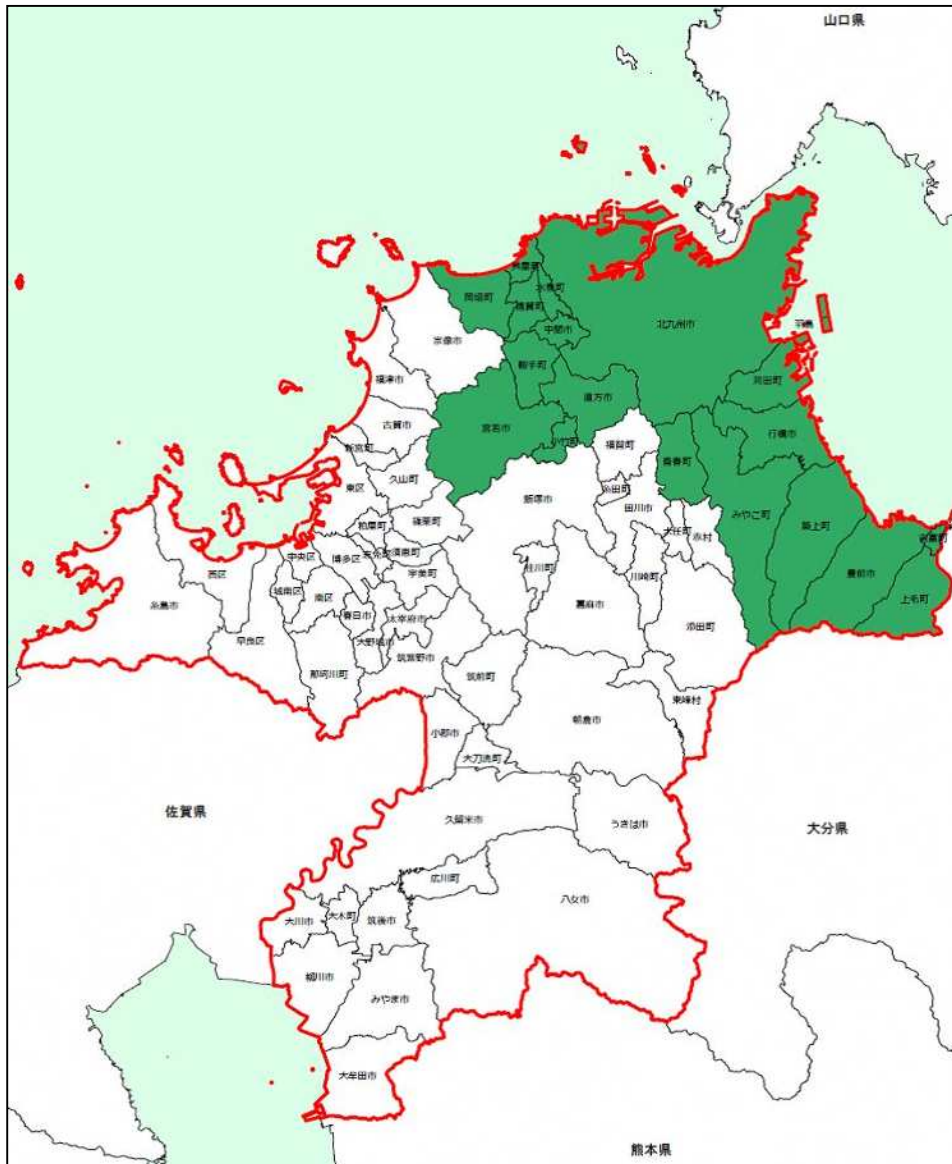 山口県
芦屋町
水巻町
岡垣町
遠賀町
北九州市
中間市
宗像市
鞍手町
苅田町
福津市
直方市
古賀市
宮若市
小竹町
福智町
行橋市
新宮町
香春町
東区
久山町
糸田町
飯塚市
田川市
みやこ町
築上町
篠栗町
粕屋町
大任町
赤村
吉富町
志免町
須恵町
中央区
博多区
西区
宇美町
桂川町
川崎町
豊前市
上毛町
城南区
南区
糸島市
春日市
太宰府市
嘉麻市
添田町
早良区
大野城市
筑紫野市
那珂川町
筑前町
東峰村
朝倉市
小郡市
大刀洗町
佐賀県
久留米市
うきは市
大分県
広川町
八女市
大川市
大木町
筑後市
柳川市
みやま市
大牟田市
熊本県